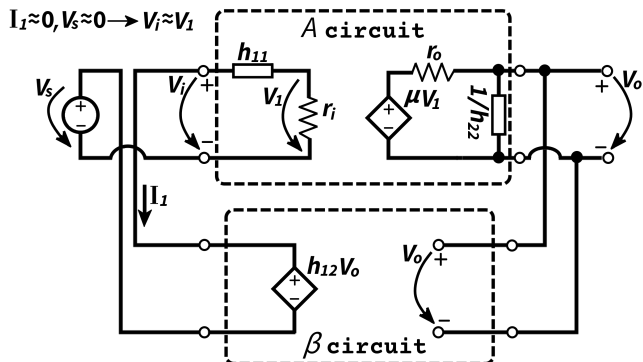 I₁≈0,Vs≈0→ Vi≈V₁
A circuit
h₁₁
rₒ
Vs
+
−
Vi
+
−
V₁
rᵢ
+
−
μV₁
1/h₂₂
Vₒ
+
−
I₁
+
−
h₁₂Vₒ
Vₒ
+
−
β circuit